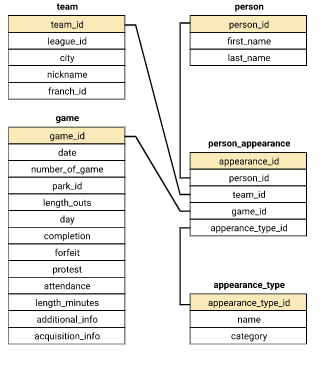 team
team_id
league_id
city
nickname
franch_id
person
person_id
first_name
last_name
game
game_id
date
number_of_game
park_id
length_outs
day
completion
forfeit
protest
attendance
length_minutes
additional_info
acquisition_info
person_appearance
appearance_id
person_id
team_id
game_id
apperance_type_id
appearance_type
appearance_type_id
name
category